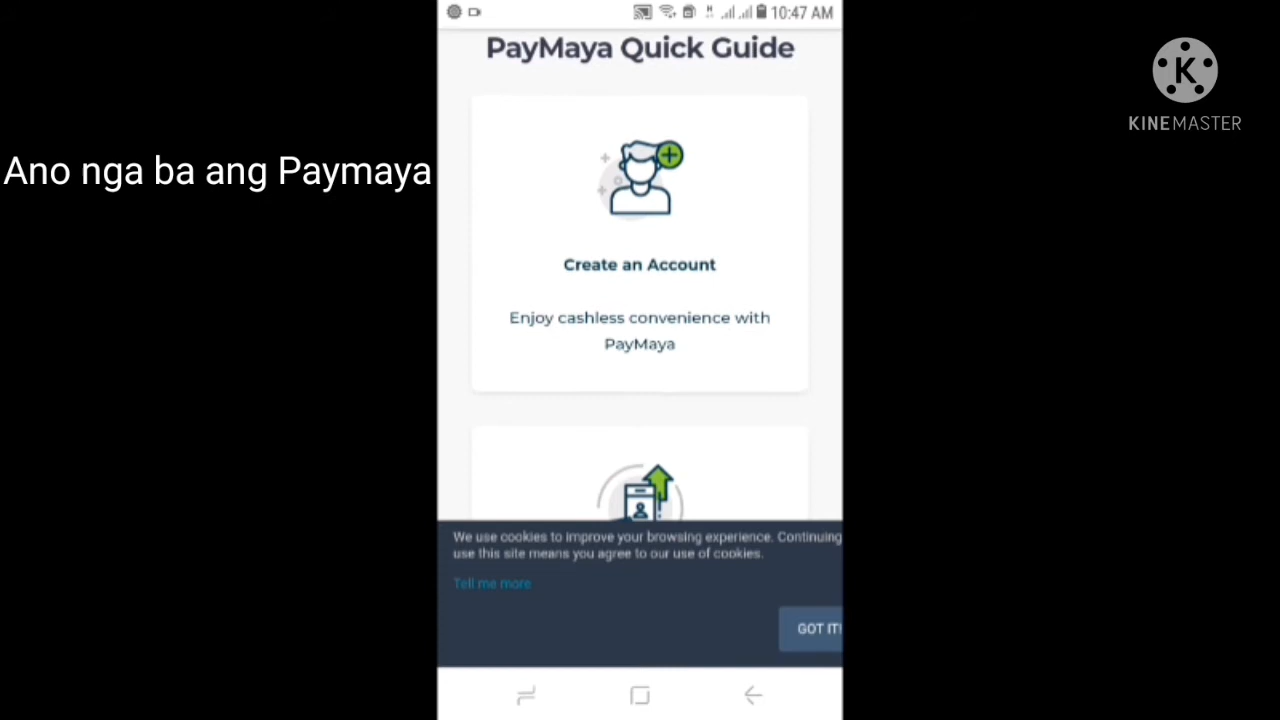 10:47 AM
PayMaya Quick Guide
K
KINEMASTER
Ano nga ba ang Paymaya
Create an Account
Enjoy cashless convenience with
PayMaya
We use cookies to improve your browsing experience. Continuing
use this site means you agree to our use of cookies.
Tell me more
GOT IT!